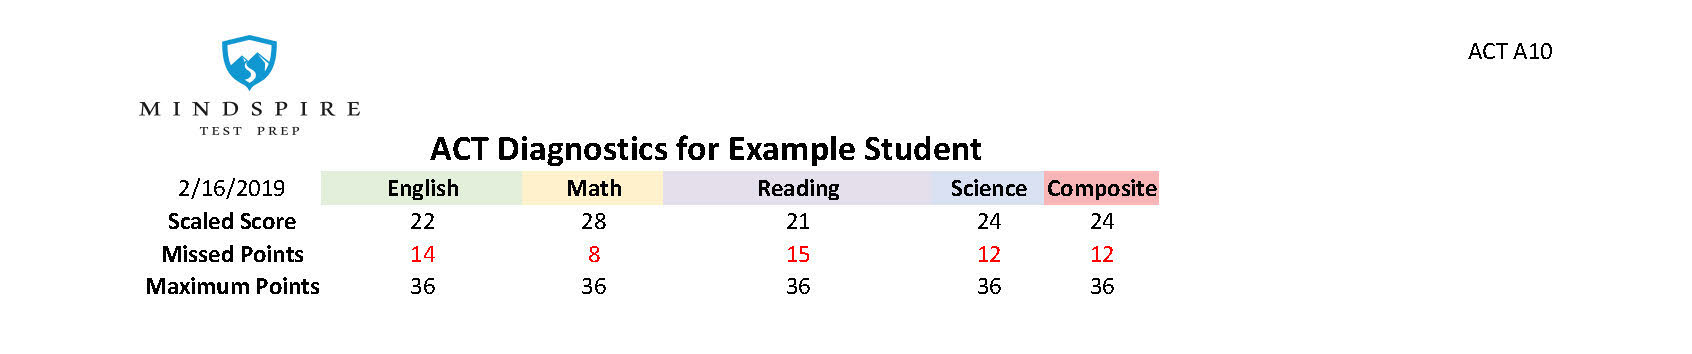 ACT A10
MINDSPIRE
TEST PREP
ACT Diagnostics for Example Student
2/16/2019 English Math Reading Science Composite
Scaled Score 22 28 21 24 24
Missed Points 14 8 15 12 12
Maximum Points 36 36 36 36 36